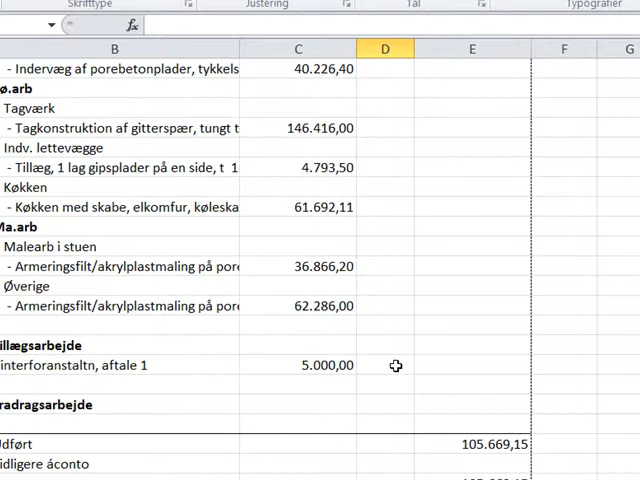 Skrifttype Justering Tal Typografier
fx
B C D E F G
- Indervæg af porebetonplader, tykkels 40.226,40
ø.arb
Tagværk
- Tagkonstruktion af gitterspær, tungt t 146.416,00
Indv. lettevægge
- Tillæg, 1 lag gipsplader på en side, t 1 4.793,50
Køkken
- Køkken med skabe, elkomfur, køleska 61.692,11
Ma.arb
Malearb i stuen
- Armeringsfilt/akrylplastmaling på pore 36.866,20
Øverige
- Armeringsfilt/akrylplastmaling på pore 62.286,00
illægsarbejde
interforanstaltn, aftale 1 5.000,00
radragsarbejde
Udført 105.669,15
idligere áconto